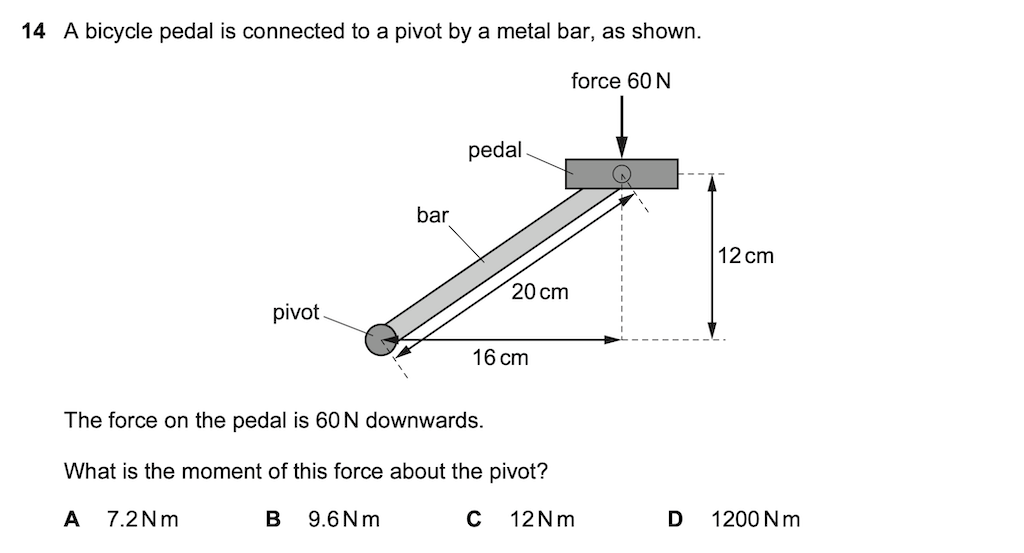 14 A bicycle pedal is connected to a pivot by a metal bar, as shown.
force 60 N
pedal
bar
12 cm
20 cm
pivot
16 cm
The force on the pedal is 60 N downwards.
What is the moment of this force about the pivot?
A 7.2 N m B 9.6 N m C 12 N m D 1200 N m